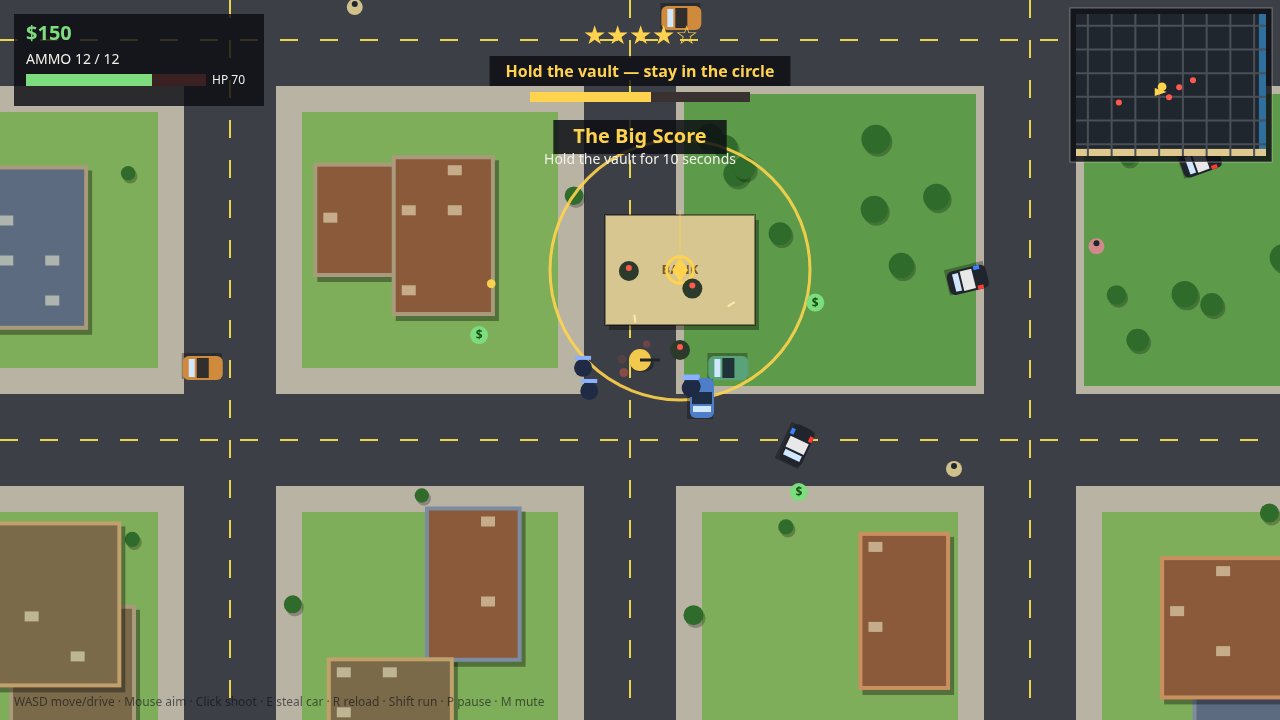 $150
AMMO 12 / 12
HP 70
Hold the vault — stay in the circle
The Big Score
Hold the vault for 10 seconds
BANK
$
$
$
WASD move/drive · Mouse aim · Click shoot · E steal car · R reload · Shift run · P pause · M mute